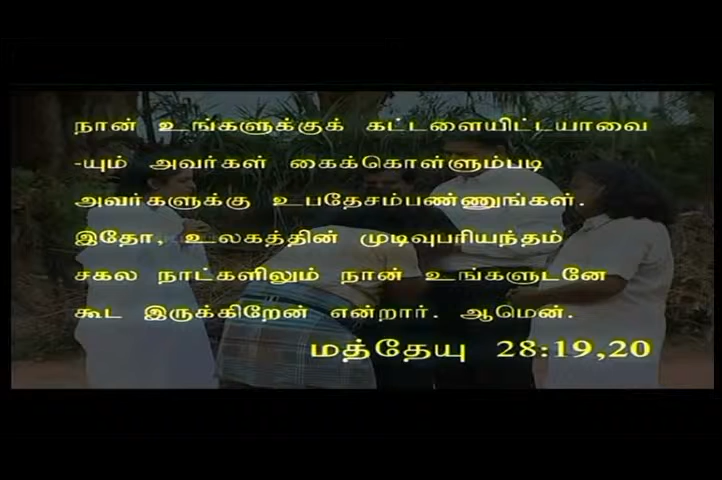 நான் உங்களுக்குக் கட்டளையிட்டயாவை
-யும் அவர்கள் கைக்கொள்ளும்படி
அவர்களுக்கு உபதேசம்பண்ணுங்கள்.
இதோ, உலகத்தின் முடிவுபரியந்தம்
சகல நாட்களிலும் நான் உங்களுடனே
கூட இருக்கிறேன் என்றார். ஆமென்.
மத்தேயு 28:19,20